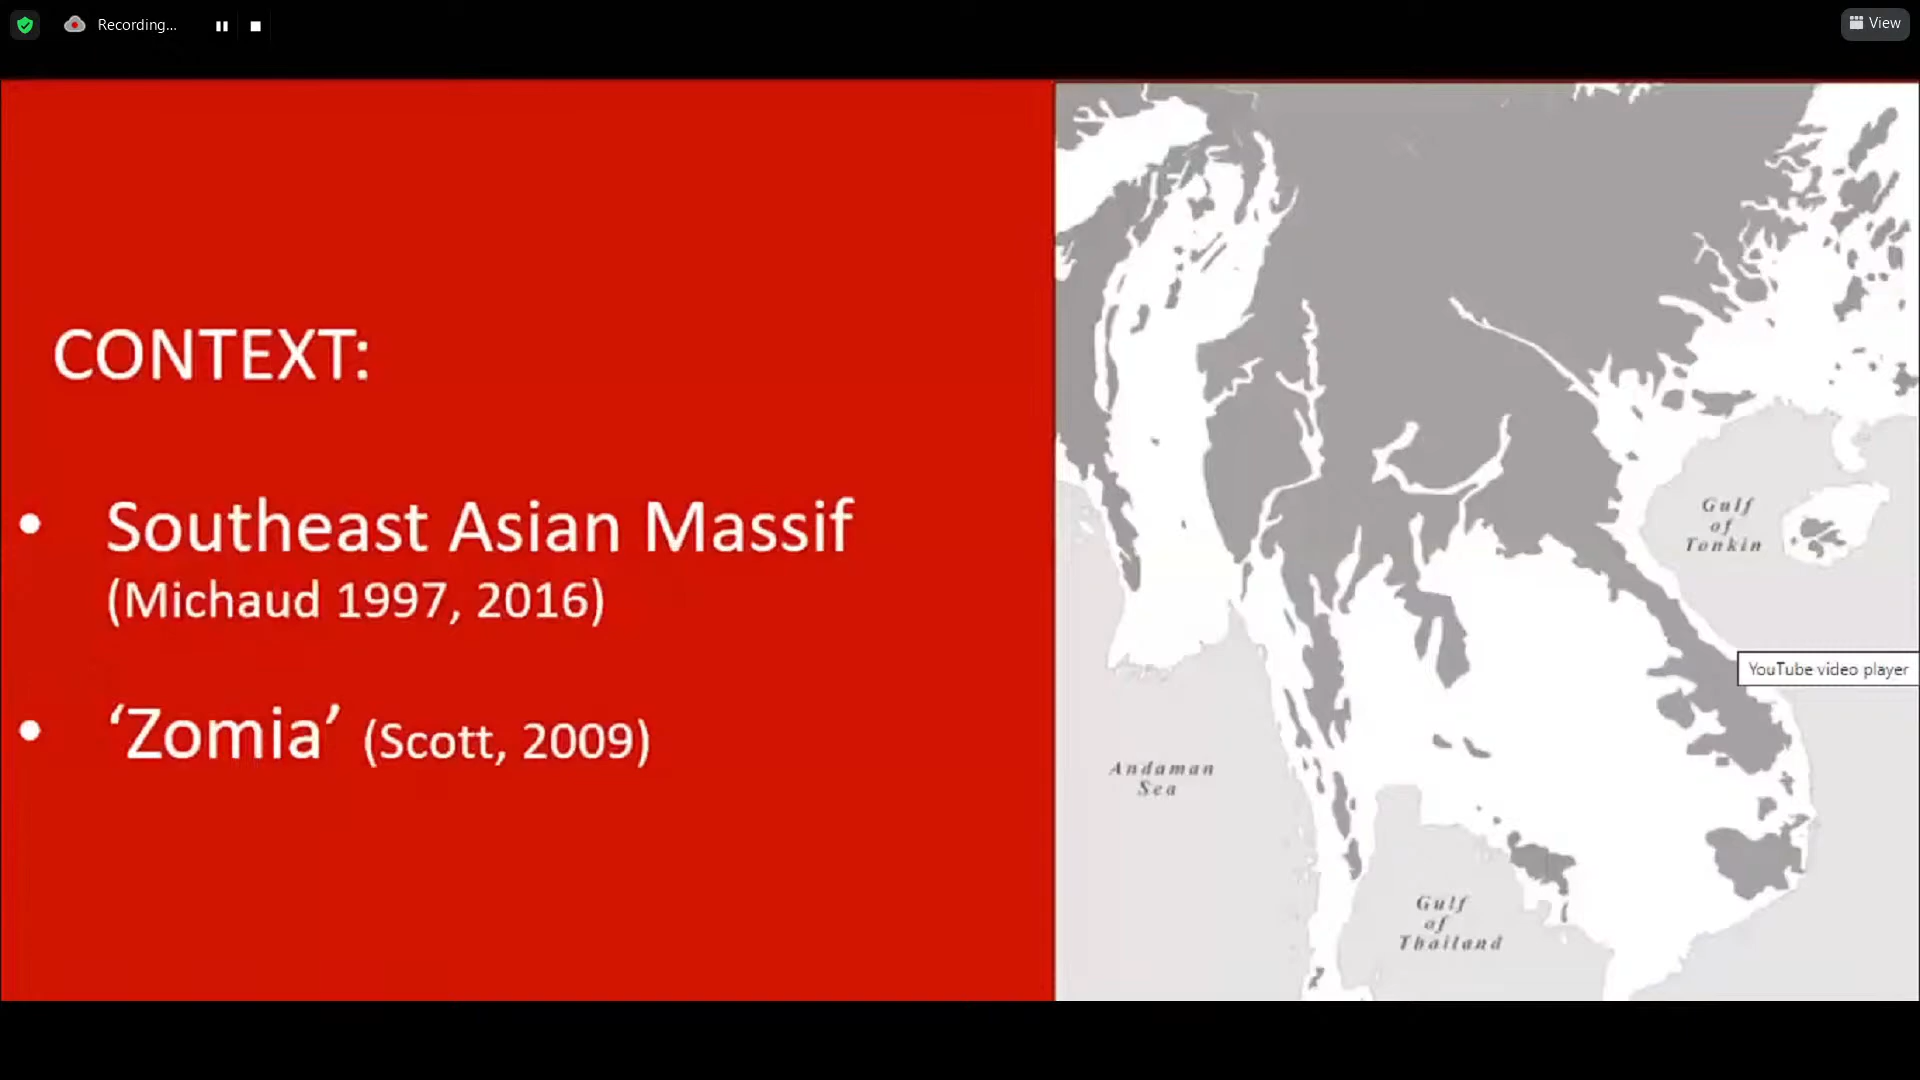 Recording...
View
CONTEXT:
• Southeast Asian Massif
(Michaud 1997, 2016)
• ‘Zomia’ (Scott, 2009)
Gulf
of
Tonkin
YouTube video player
Andaman
Sea
Gulf
of
Thailand